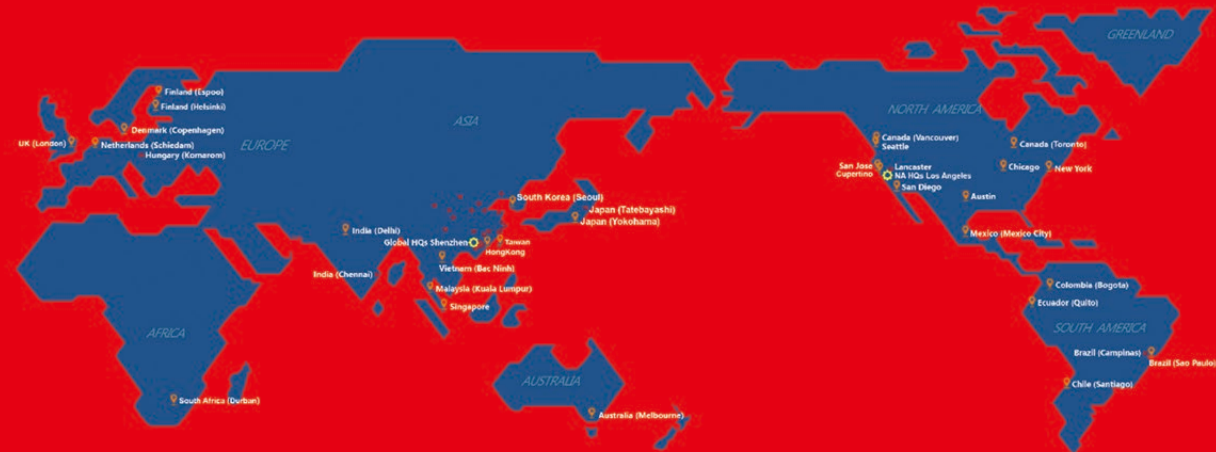 GREENLAND
Finland (Espoo)
Finland (Helsinki)
NORTH AMERICA
ASIA
Denmark (Copenhagen)
UK (London)
Netherlands (Schiedam)
EUROPE
Hungary (Komarom)
Canada (Vancouver)
Seattle
Canada (Toronto)
San Jose
Cupertino
Lancaster
NA HQs Los Angeles
San Diego
Chicago
New York
Austin
South Korea (Seoul)
Japan (Tatebayashi)
Japan (Yokohama)
India (Delhi)
Global HQs Shenzhen
Taiwan
HongKong
Mexico (Mexico City)
Vietnam (Bac Ninh)
India (Chennai)
Malaysia (Kuala Lumpur)
Singapore
Colombia (Bogota)
Ecuador (Quito)
AFRICA
SOUTH AMERICA
Brazil (Campinas)
Brazil (Sao Paulo)
AUSTRALIA
Chile (Santiago)
South Africa (Durban)
Australia (Melbourne)